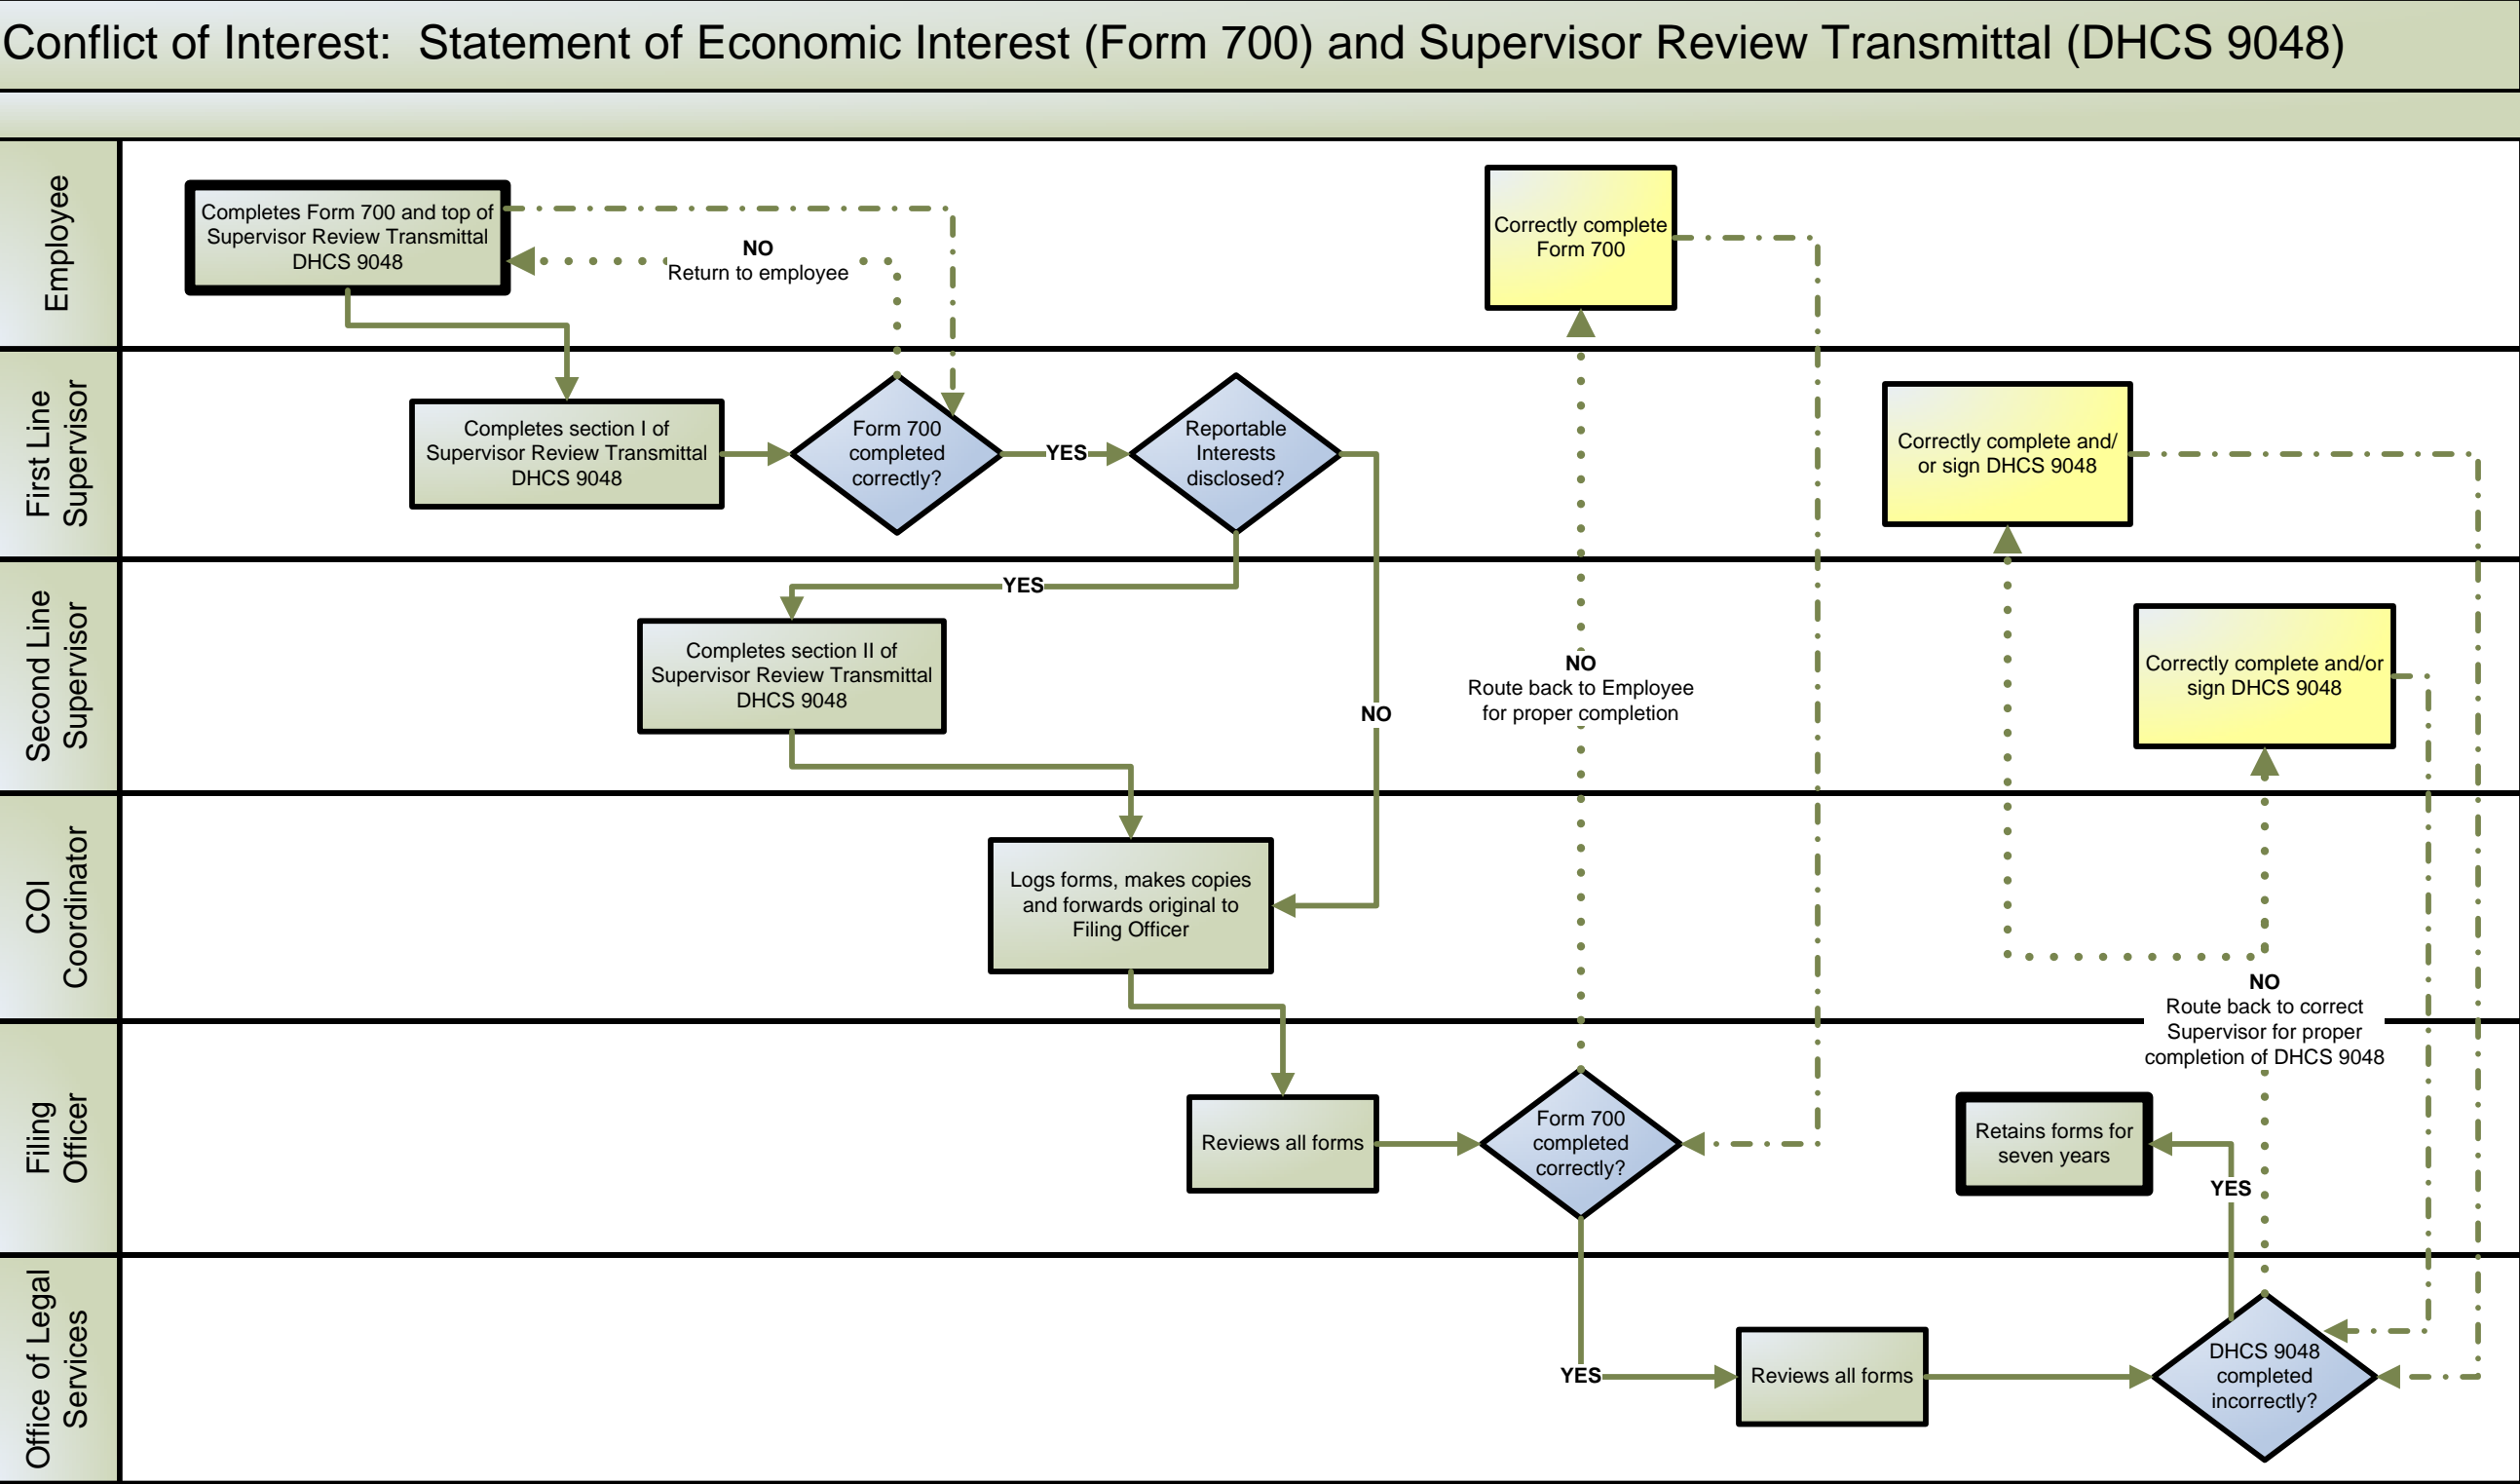 Conflict of Interest:  Statement of Economic Interest (Form 700) and Supervisor Review Transmittal (DHCS 9048)
Employee
Completes Form 700 and top of
Supervisor Review Transmittal
DHCS 9048
NO
Return to employee
Correctly complete
Form 700
First Line
Supervisor
Completes section I of
Supervisor Review Transmittal
DHCS 9048
Form 700
completed
correctly?
YES
Reportable
Interests
disclosed?
Correctly complete and/
or sign DHCS 9048
Second Line
Supervisor
YES
Completes section II of
Supervisor Review Transmittal
DHCS 9048
NO
NO
Route back to Employee
for proper completion
Correctly complete and/or
sign DHCS 9048
COI
Coordinator
Logs forms, makes copies
and forwards original to
Filing Officer
NO
Route back to correct
Supervisor for proper
completion of DHCS 9048
Filing
Officer
Reviews all forms
Form 700
completed
correctly?
Retains forms for
seven years
YES
Office of Legal
Services
YES
Reviews all forms
DHCS 9048
completed
incorrectly?